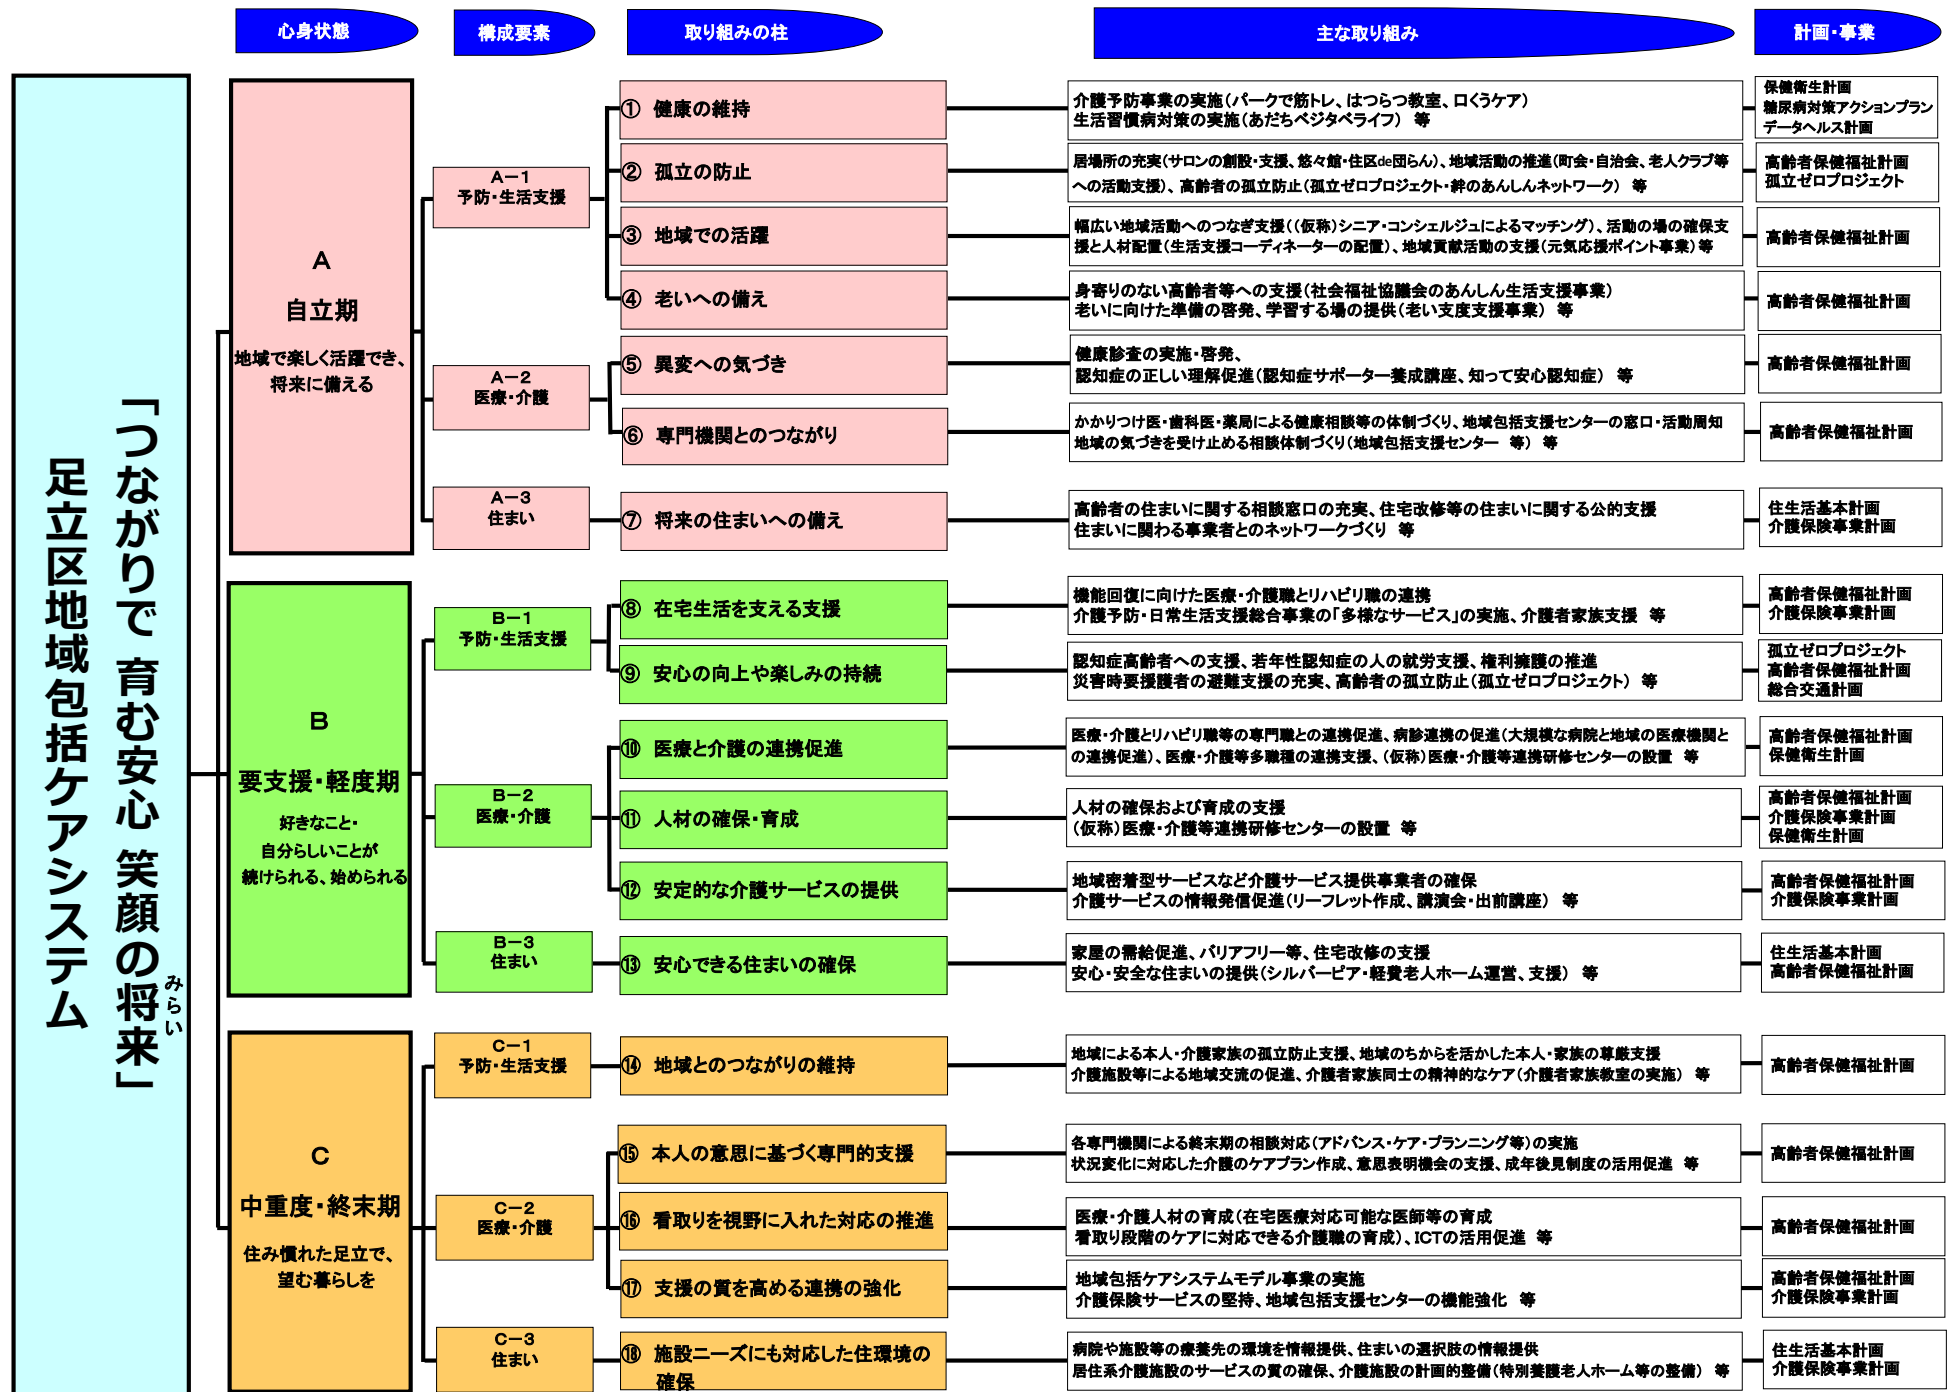 心身状態
構成要素
取り組みの柱
主な取り組み
計画・事業
「つながりで 育む安心 笑顔の将来」
みらい
足立区地域包括ケアシステム
A
自立期
地域で楽しく活躍でき、
将来に備える
A－1
予防・生活支援
① 健康の維持
介護予防事業の実施（パークで筋トレ、はつらつ教室、口くうケア）
生活習慣病対策の実施（あだちベジタベライフ） 等
保健衛生計画
糖尿病対策アクションプラン
データヘルス計画
② 孤立の防止
居場所の充実（サロンの創設・支援、悠々館・住区de団らん）、地域活動の推進（町会・自治会、老人クラブ等
への活動支援）、高齢者の孤立防止（孤立ゼロプロジェクト・絆のあんしんネットワーク） 等
高齢者保健福祉計画
孤立ゼロプロジェクト
③ 地域での活躍
幅広い地域活動へのつなぎ支援（（仮称）シニア・コンシェルジュによるマッチング）、活動の場の確保支
援と人材配置（生活支援コーディネーターの配置）、地域貢献活動の支援（元気応援ポイント事業）等
高齢者保健福祉計画
④ 老いへの備え
身寄りのない高齢者等への支援（社会福祉協議会のあんしん生活支援事業）
老いに向けた準備の啓発、学習する場の提供（老い支度支援事業） 等
高齢者保健福祉計画
A－2
医療・介護
⑤ 異変への気づき
健康診査の実施・啓発、
認知症の正しい理解促進（認知症サポーター養成講座、知って安心認知症） 等
高齢者保健福祉計画
⑥ 専門機関とのつながり
かかりつけ医・歯科医・薬局による健康相談等の体制づくり、地域包括支援センターの窓口・活動周知
地域の気づきを受け止める相談体制づくり（地域包括支援センター 等） 等
高齢者保健福祉計画
A－3
住まい
⑦ 将来の住まいへの備え
高齢者の住まいに関する相談窓口の充実、住宅改修等の住まいに関する公的支援
住まいに関わる事業者とのネットワークづくり 等
住生活基本計画
介護保険事業計画
B
要支援・軽度期
好きなこと・
自分らしいことが
続けられる、始められる
B－1
予防・生活支援
⑧ 在宅生活を支える支援
機能回復に向けた医療・介護職とリハビリ職の連携
介護予防・日常生活支援総合事業の「多様なサービス」の実施、介護者家族支援 等
高齢者保健福祉計画
介護保険事業計画
⑨ 安心の向上や楽しみの持続
認知症高齢者への支援、若年性認知症の人の就労支援、権利擁護の推進
災害時要援護者の避難支援の充実、高齢者の孤立防止（孤立ゼロプロジェクト） 等
孤立ゼロプロジェクト
高齢者保健福祉計画
総合交通計画
B－2
医療・介護
⑩ 医療と介護の連携促進
医療・介護とリハビリ職等の専門職との連携促進、病診連携の促進（大規模な病院と地域の医療機関と
の連携促進）、医療・介護等多職種の連携支援、（仮称）医療・介護等連携研修センターの設置 等
高齢者保健福祉計画
保健衛生計画
⑪ 人材の確保・育成
人材の確保および育成の支援
（仮称）医療・介護等連携研修センターの設置 等
高齢者保健福祉計画
介護保険事業計画
保健衛生計画
⑫ 安定的な介護サービスの提供
地域密着型サービスなど介護サービス提供事業者の確保
介護サービスの情報発信促進（リーフレット作成、講演会・出前講座） 等
高齢者保健福祉計画
介護保険事業計画
B－3
住まい
⑬ 安心できる住まいの確保
家屋の需給促進、バリアフリー等、住宅改修の支援
安心・安全な住まいの提供（シルバーピア・軽費老人ホーム運営、支援） 等
住生活基本計画
高齢者保健福祉計画
C
中重度・終末期
住み慣れた足立で、
望む暮らしを
C－1
予防・生活支援
⑭ 地域とのつながりの維持
地域による本人・介護家族の孤立防止支援、地域のちからを活かした本人・家族の尊厳支援
介護施設等による地域交流の促進、介護者家族同士の精神的なケア（介護者家族教室の実施） 等
高齢者保健福祉計画
C－2
医療・介護
⑮ 本人の意思に基づく専門的支援
各専門機関による終末期の相談対応（アドバンス・ケア・プランニング等）の実施
状況変化に対応した介護のケアプラン作成、意思表明機会の支援、成年後見制度の活用促進 等
高齢者保健福祉計画
⑯ 看取りを視野に入れた対応の推進
医療・介護人材の育成（在宅医療対応可能な医師等の育成
看取り段階のケアに対応できる介護職の育成）、ICTの活用促進 等
高齢者保健福祉計画
⑰ 支援の質を高める連携の強化
地域包括ケアシステムモデル事業の実施
介護保険サービスの堅持、地域包括支援センターの機能強化 等
高齢者保健福祉計画
介護保険事業計画
C－3
住まい
⑱ 施設ニーズにも対応した住環境の
確保
病院や施設等の療養先の環境を情報提供、住まいの選択肢の情報提供
居住系介護施設のサービスの質の確保、介護施設の計画的整備（特別養護老人ホーム等の整備） 等
住生活基本計画
介護保険事業計画